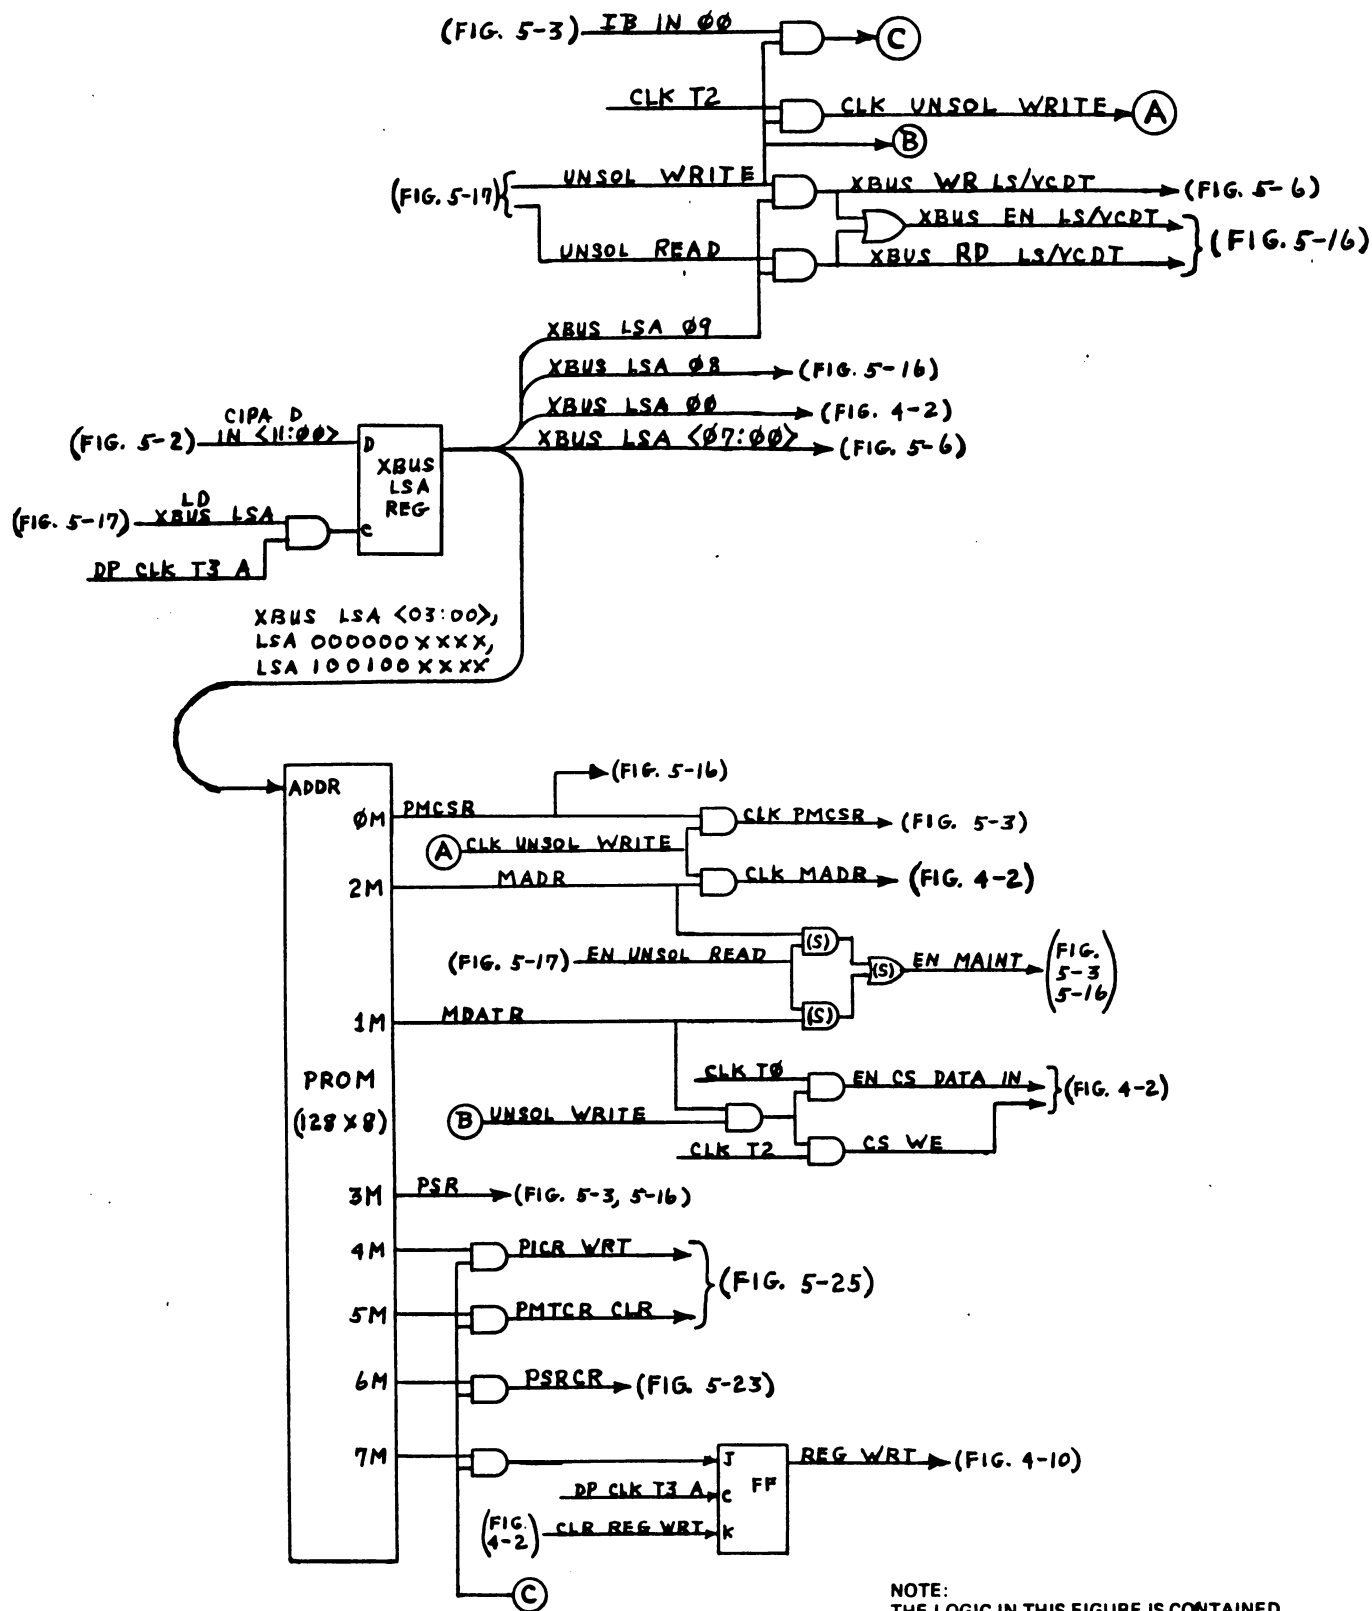 (FIG. 5-3) IB IN 00
C
CLK T2
CLK UNSOL WRITE
A
B
(FIG. 5-17)
UNSOL WRITE
XBUS WR LS/VCDT
(FIG. 5-6)
XBUS EN LS/VCDT
(FIG. 5-16)
UNSOL READ
XBUS RD LS/VCDT
XBUS LSA 09
XBUS LSA 08
(FIG. 5-16)
XBUS LSA 00
(FIG. 4-2)
XBUS LSA <07:00>
(FIG. 5-6)
CIPA D
(FIG. 5-2) IN <11:00>
D
XBUS
LSA
REG
C
LD
(FIG. 5-17) XBUS LSA
DP CLK T3 A
XBUS LSA <03:00>,
LSA 000000XXXX,
LSA 100100XXXX
ADDR
(FIG. 5-16)
0M PMCSR
CLK PMCSR
(FIG. 5-3)
A CLK UNSOL WRITE
2M MADR
CLK MADR
(FIG. 4-2)
(S)
(FIG. 5-17) EN UNSOL READ
(S)
EN MAINT
(FIG.
5-3
5-16)
1M MDATR
(S)
PROM
(128X8)
CLK T0
EN CS DATA IN
(FIG. 4-2)
B UNSOL WRITE
CLK T2
CS WE
3M PSR
(FIG. 5-3, 5-16)
4M
PICR WRT
(FIG. 5-25)
5M
PMTCR CLR
6M
PSRCR
(FIG. 5-23)
7M
J
FF
REG WRT
(FIG. 4-10)
DP CLK T3 A
C
(FIG.
4-2)
CLR REG WRT
K
C
NOTE:
THE LOGIC IN THIS FIGURE IS CONTAINED